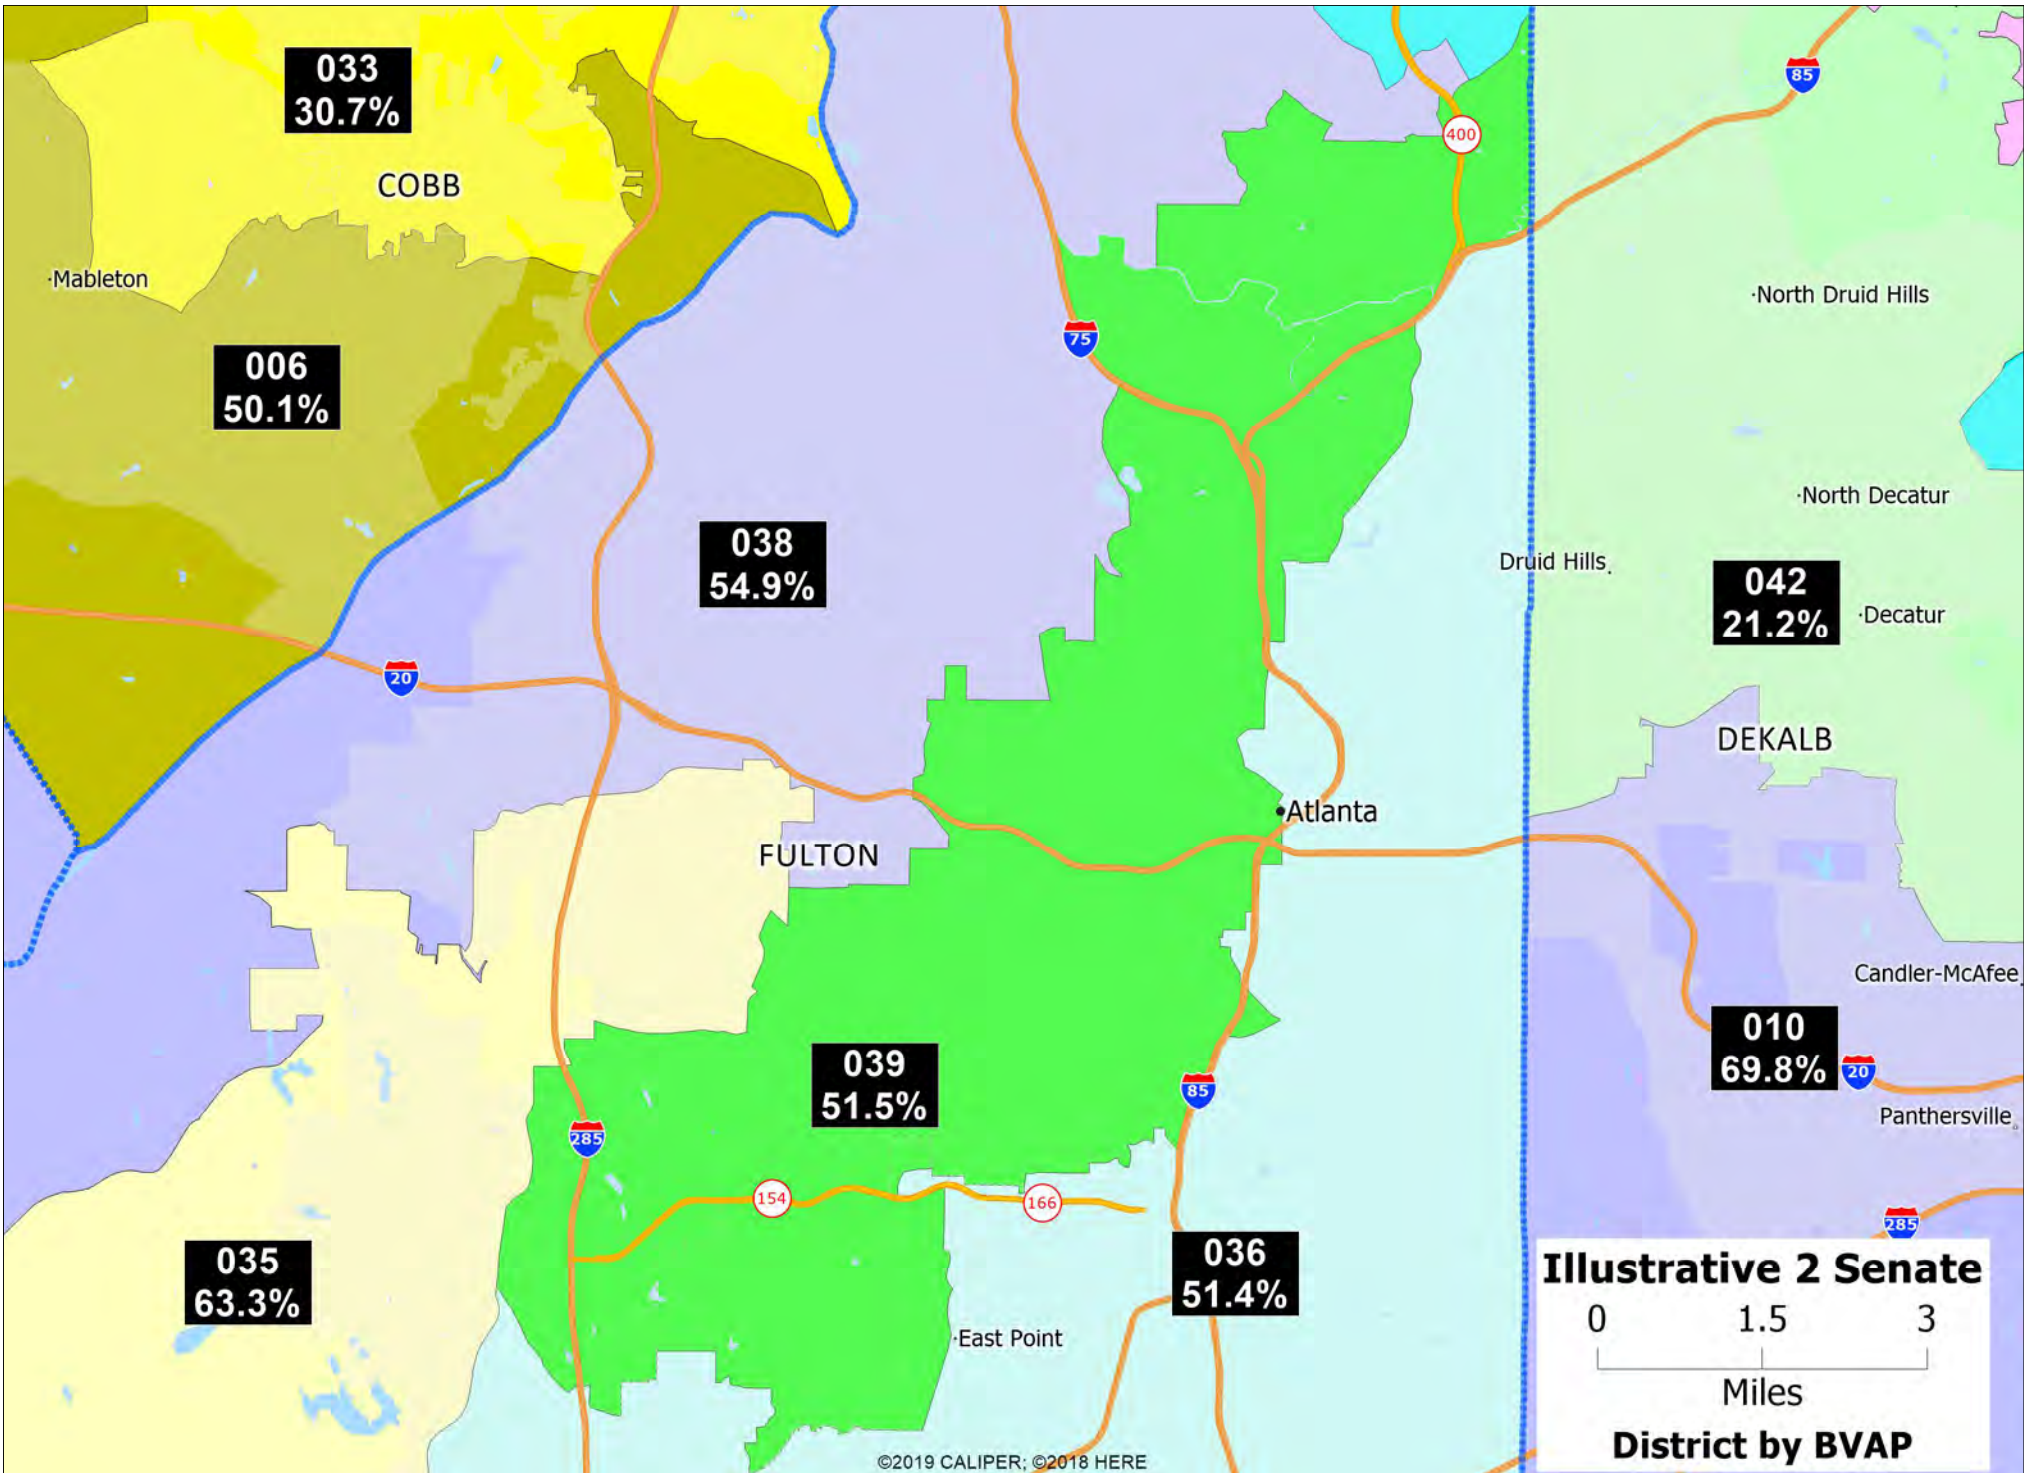 033
30.7%
85
400
COBB
Mableton
North Druid Hills
75
006
50.1%
North Decatur
038
54.9%
Druid Hills
042
21.2%
Decatur
20
DEKALB
Atlanta
FULTON
Candler-McAfee
010
69.8%
20
039
51.5%
85
Panthersville
285
154
166
285
035
63.3%
036
51.4%
East Point
Illustrative 2 Senate
0 1.5 3
Miles
District by BVAP
©2019 CALIPER; ©2018 HERE